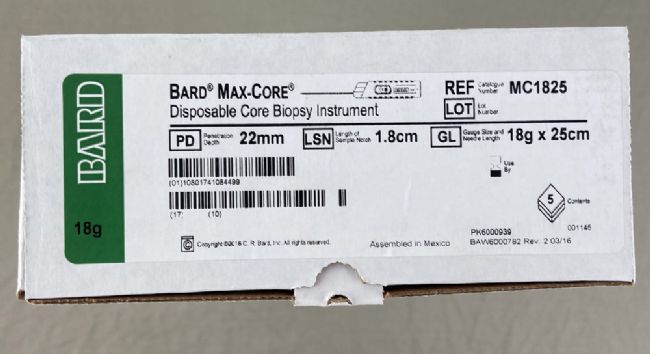 BARD
18g
BARD® MAX-CORE®
Disposable Core Biopsy Instrument
REF Catalogue Number MC1825
LOT Lot Number
PD Penetration Depth 22mm LSN Length of Sample Notch 1.8cm GL Gauge Size and Needle Length 18g x 25cm
(01)10801741084499
(17) (10)
Use By
5 Contents
001145
PK6000939
BAW6000782 Rev. 2 03/16
C Copyright ©2016 C. R. Bard, Inc. All rights reserved.
Assembled in Mexico